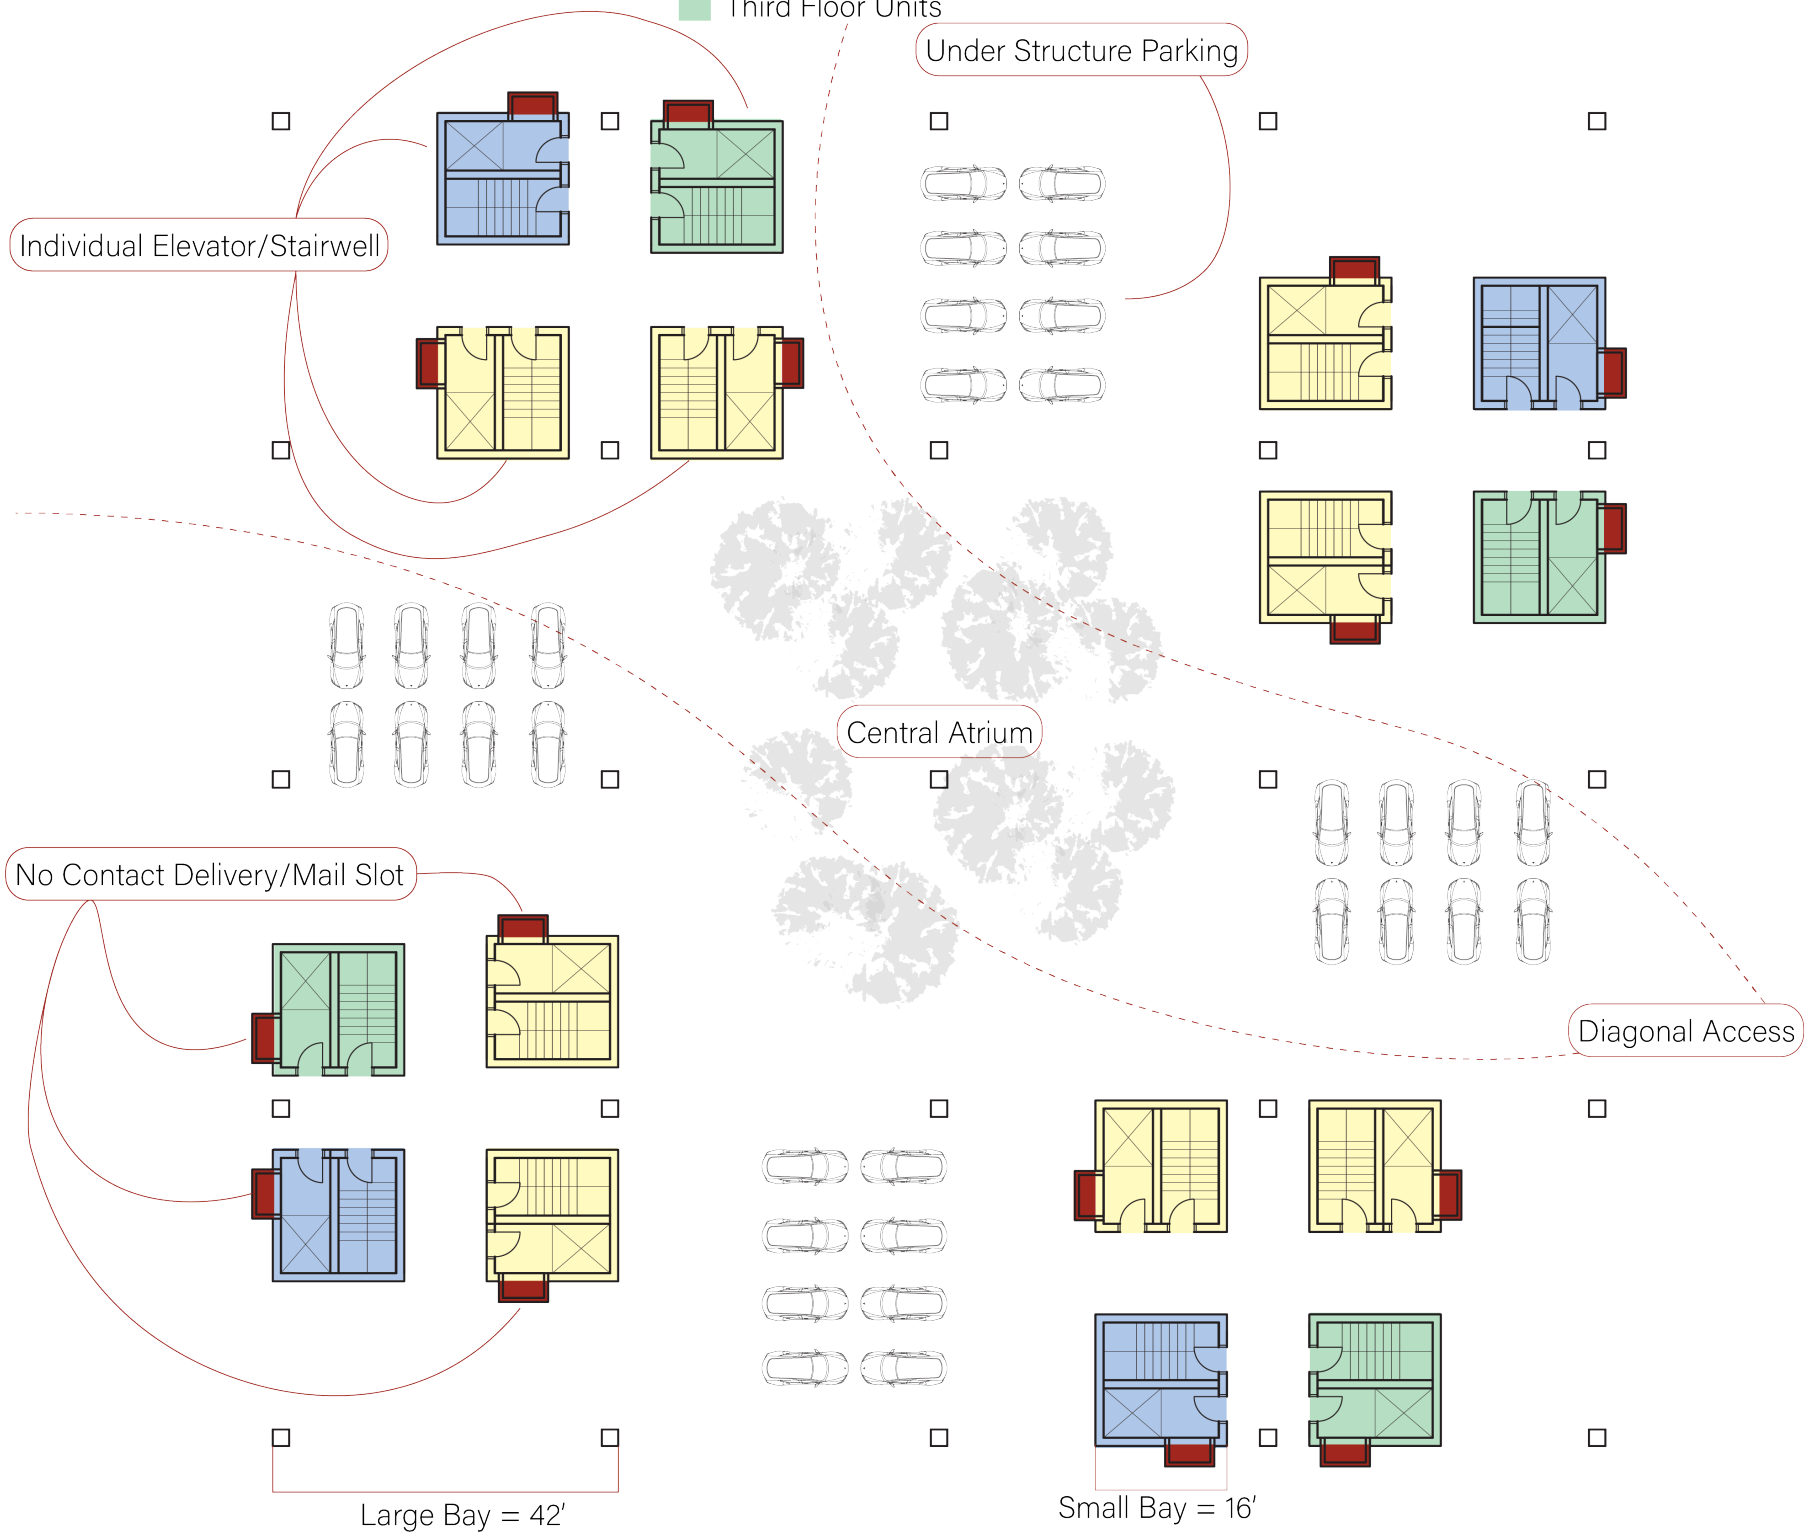 Third Floor Units
Under Structure Parking
Individual Elevator/Stairwell
Central Atrium
No Contact Delivery/Mail Slot
Diagonal Access
Large Bay = 42'
Small Bay = 16'